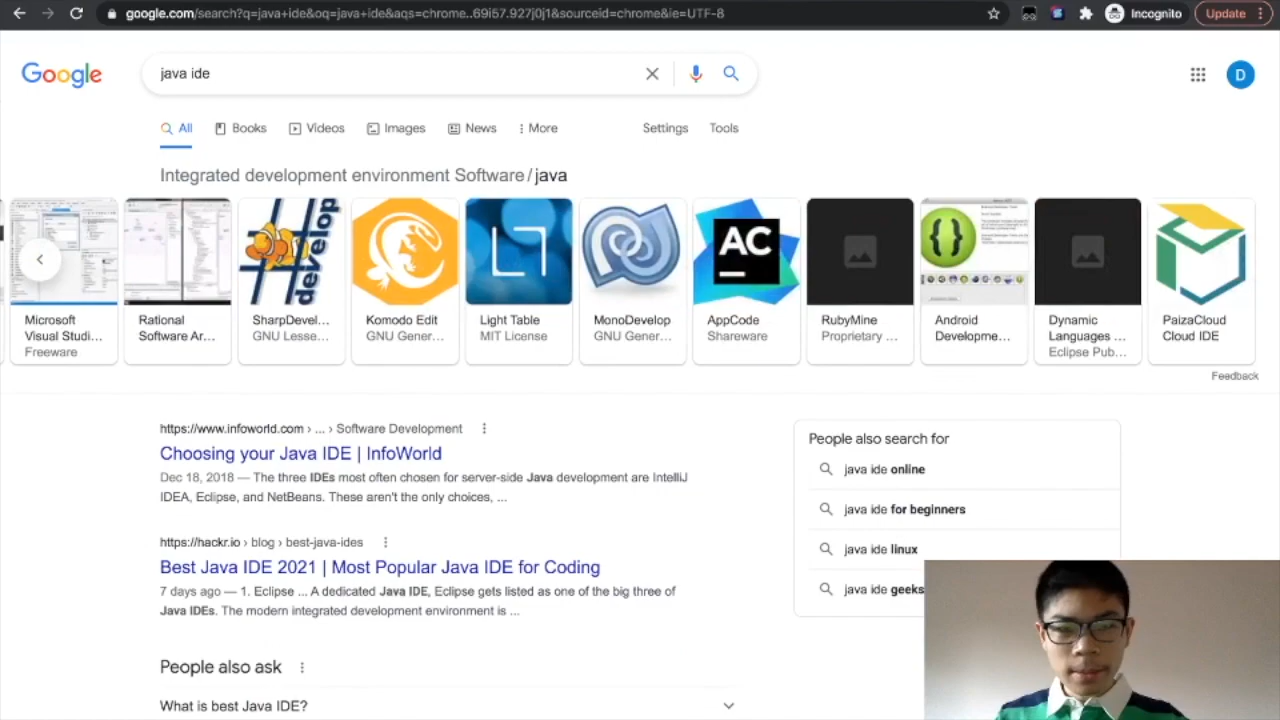 google.com/search?q=java+ide&oq=java+ide&aqs=chrome..69i57.927j0j1&sourceid=chrome&ie=UTF-8
Incognito
Update
Google
java ide
D
All
Books
Videos
Images
News
More
Settings
Tools
Integrated development environment Software/java
develop
LT
AC
Microsoft
Visual Studi...
Freeware
Rational
Software Ar...
SharpDevel...
GNU Lesse...
Komodo Edit
GNU Gener...
Light Table
MIT License
MonoDevelop
GNU Gener...
AppCode
Shareware
RubyMine
Proprietary ...
Android
Developme...
Dynamic
Languages ...
Eclipse Pub...
PaizaCloud
Cloud IDE
Feedback
https://www.infoworld.com › ... › Software Development
Choosing your Java IDE | InfoWorld
Dec 18, 2018 — The three IDEs most often chosen for server-side Java development are IntelliJ
IDEA, Eclipse, and NetBeans. These aren't the only choices, ...
https://hackr.io › blog › best-java-ides
Best Java IDE 2021 | Most Popular Java IDE for Coding
7 days ago — 1. Eclipse ... A dedicated Java IDE, Eclipse gets listed as one of the big three of
Java IDEs. The modern integrated development environment is ...
People also ask
What is best Java IDE?
People also search for
java ide online
java ide for beginners
java ide linux
java ide geeks